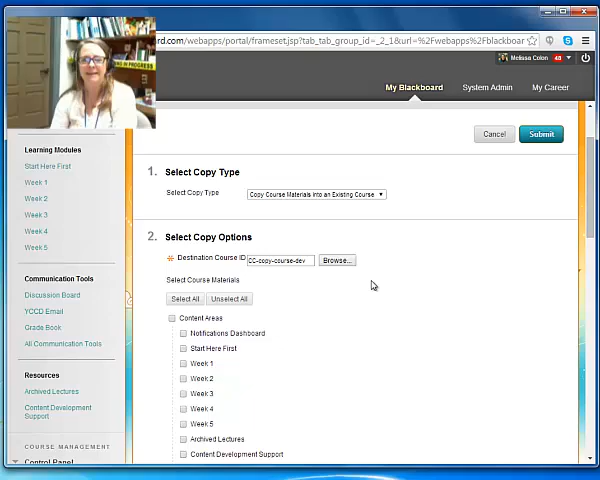 ard.com/webapps/portal/frameset.jsp?tab_tab_group_id=_2_1&url=%2Fwebapps%2Fblackboar
Melissa Colon 48
My Blackboard System Admin My Career
IN PROGRESS
Cancel Submit
Learning Modules
Start Here First
Week 1
Week 2
Week 3
Week 4
Week 5
Communication Tools
Discussion Board
YCCD Email
Grade Book
All Communication Tools
Resources
Archived Lectures
Content Development
Support
COURSE MANAGEMENT
Control Panel
1. Select Copy Type
Select Copy Type Copy Course Materials into an Existing Course
2. Select Copy Options
Destination Course ID CC-copy-course-dev Browse...
Select Course Materials
Select All Unselect All
Content Areas
Notifications Dashboard
Start Here First
Week 1
Week 2
Week 3
Week 4
Week 5
Archived Lectures
Content Development Support